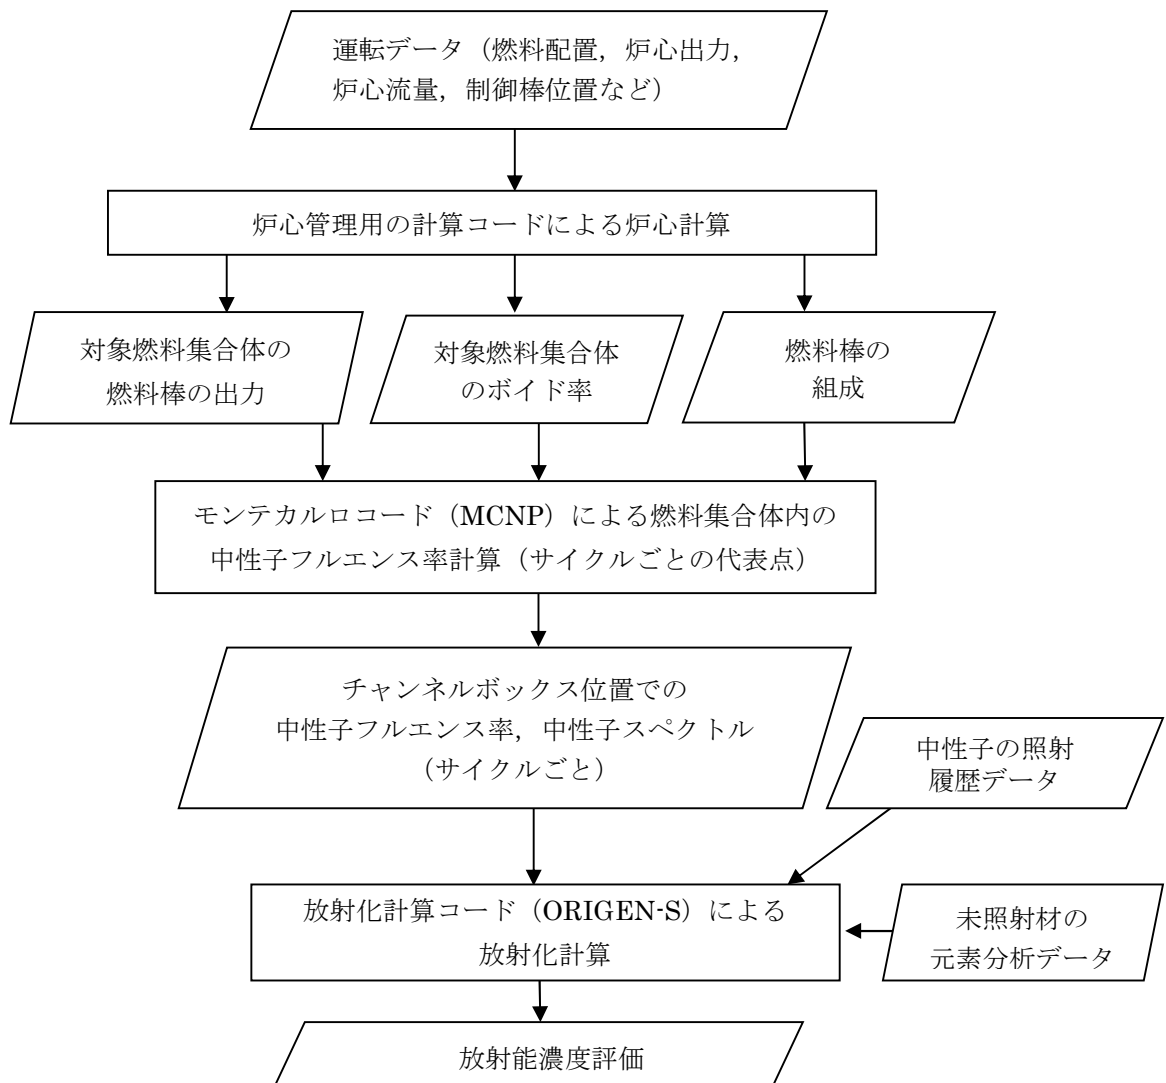 運転データ（燃料配置，炉心出力，
炉心流量，制御棒位置など）
炉心管理用の計算コードによる炉心計算
対象燃料集合体の
燃料棒の出力
対象燃料集合体
のボイド率
燃料棒の
組成
モンテカルロコード（MCNP）による燃料集合体内の
中性子フルエンス率計算（サイクルごとの代表点）
チャンネルボックス位置での
中性子フルエンス率，中性子スペクトル
（サイクルごと）
中性子の照射
履歴データ
放射化計算コード（ORIGEN-S）による
放射化計算
未照射材の
元素分析データ
放射能濃度評価